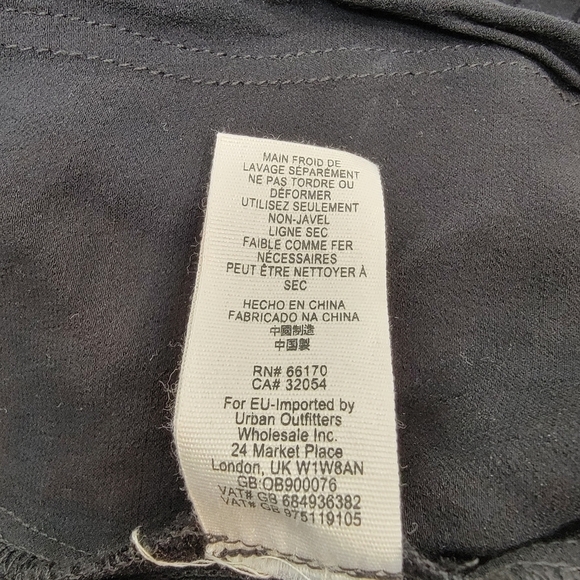 MAIN FROID DE
LAVAGE SÉPARÉMENT
NE PAS TORDRE OU
DÉFORMER
UTILISEZ SEULEMENT
NON-JAVEL
LIGNE SEC
FAIBLE COMME FER
NÉCESSAIRES
PEUT ÊTRE NETTOYER À
SEC
HECHO EN CHINA
FABRICADO NA CHINA
中國制造
中国製
RN# 66170
CA# 32054
For EU-Imported by
Urban Outfitters
Wholesale Inc.
24 Market Place
London, UK W1W8AN
GB:OB900076
VAT# GB 684936382
VAT# GB 975119105